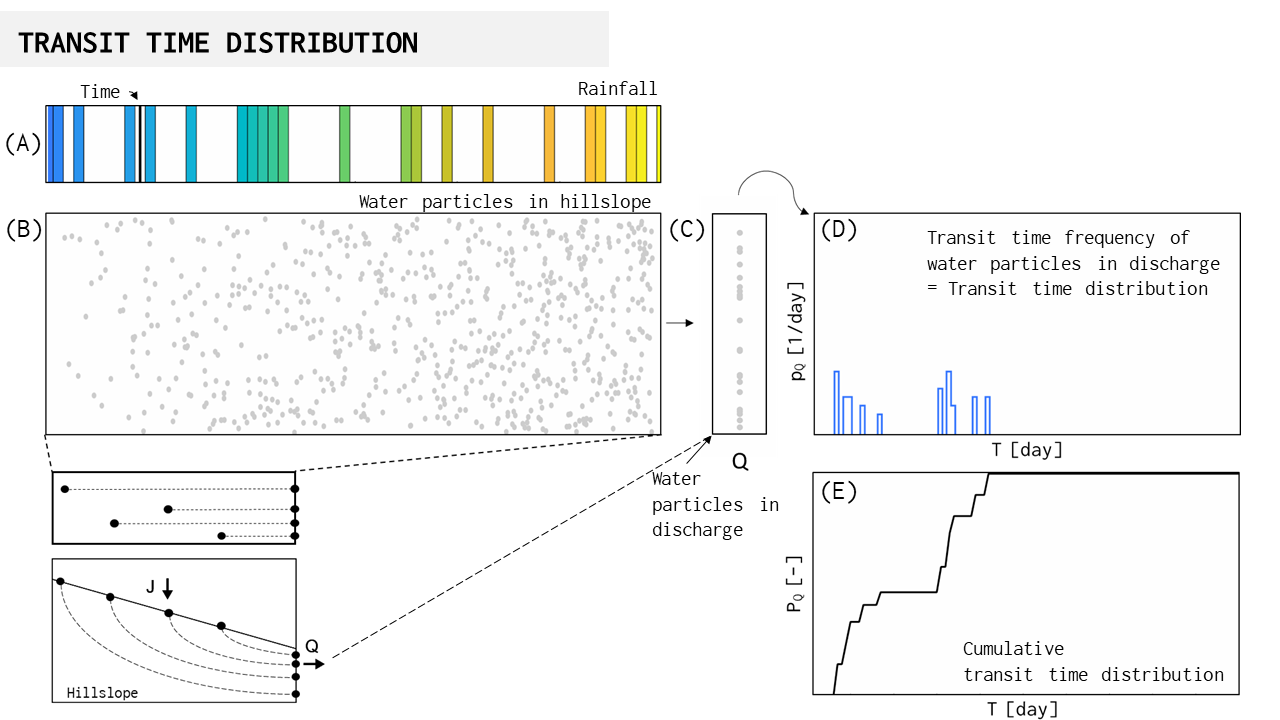 TRANSIT TIME DISTRIBUTION
Time
Rainfall
(A)
Water particles in hillslope
(B)
(C)
(D)
Transit time frequency of
water particles in discharge
= Transit time distribution
pQ [1/day]
T [day]
Q
Water
particles in
discharge
(E)
PQ [-]
Cumulative
transit time distribution
T [day]
J
Q
Hillslope